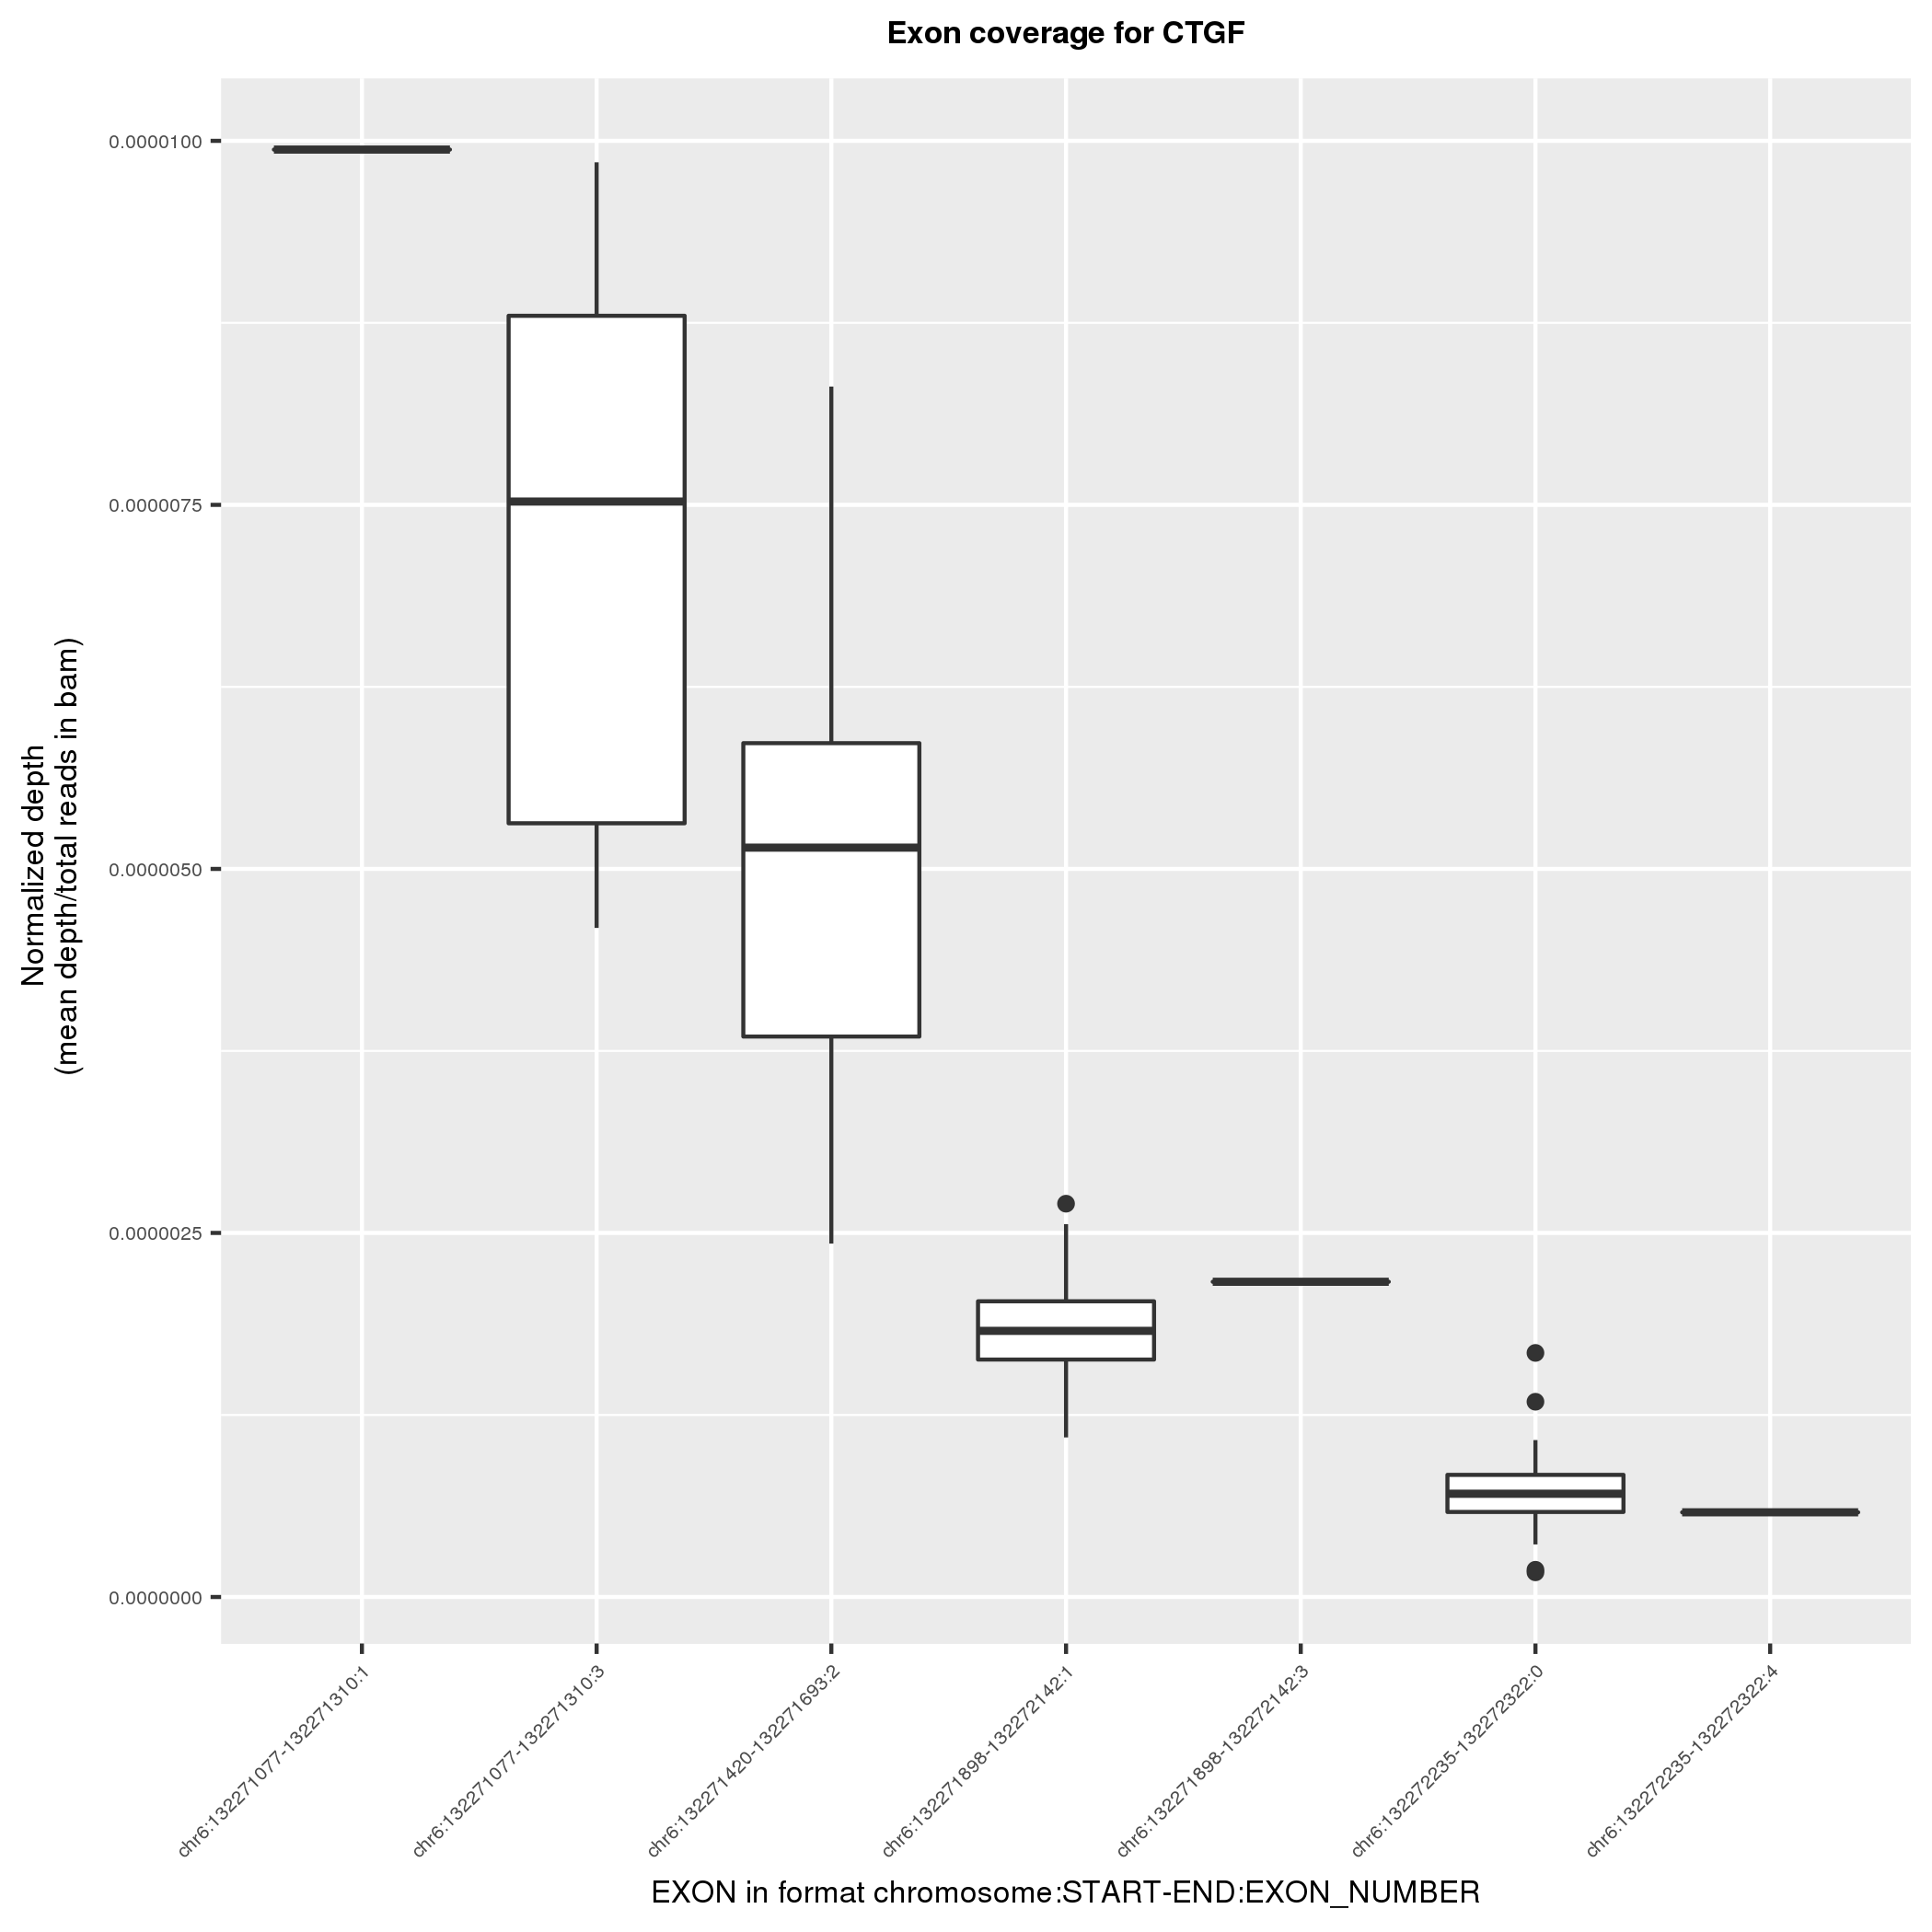 Exon coverage for CTGF
Normalized depth
(mean depth/total reads in bam)
0.0000100
0.0000075
0.0000050
0.0000025
0.0000000
chr6:132271077-132271310:1
chr6:132271077-132271310:3
chr6:132271420-132271693:2
chr6:132271898-132272142:1
chr6:132271898-132272142:3
chr6:132272235-132272322:0
chr6:132272235-132272322:4
EXON in format chromosome:START-END:EXON_NUMBER